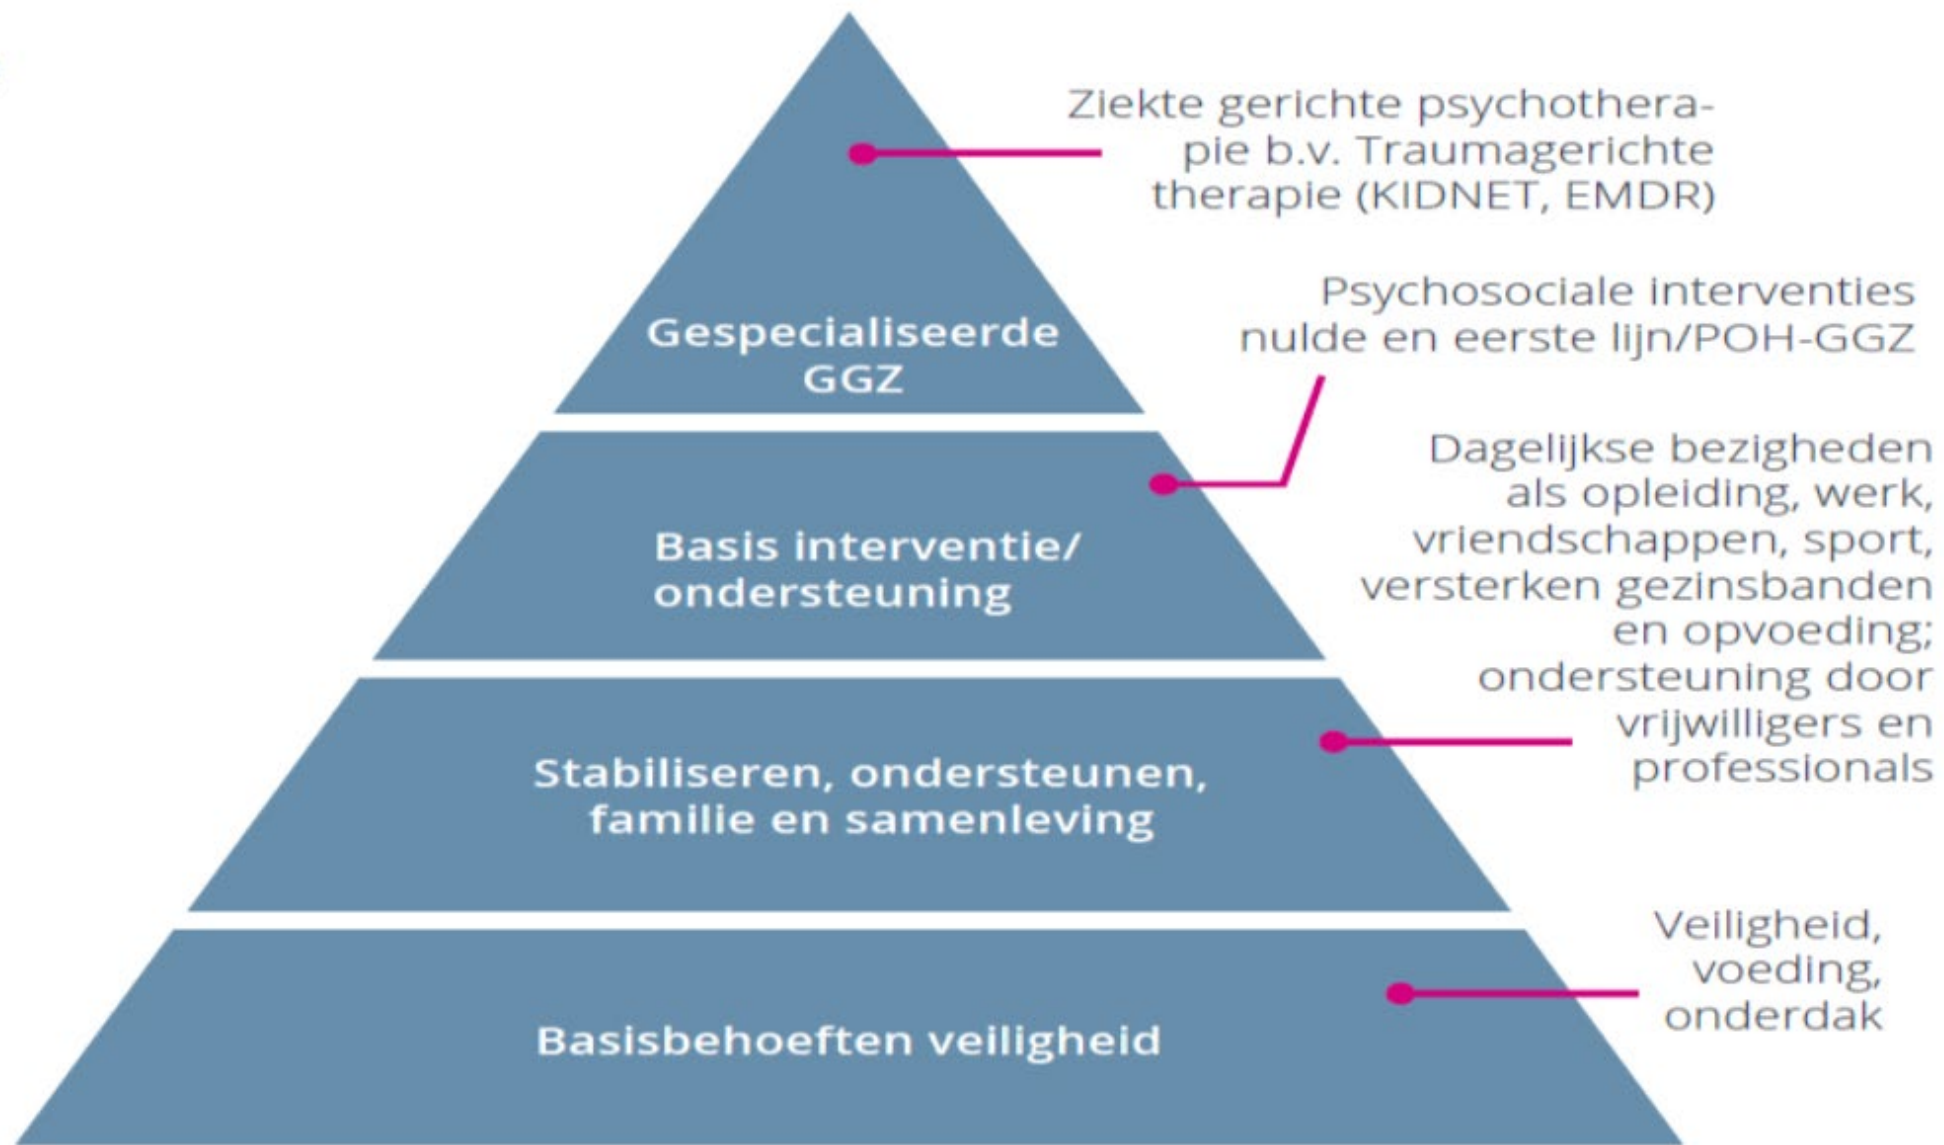 Ziekte gerichte psychothera-
pie b.v. Traumagerichte
therapie (KIDNET, EMDR)
Gespecialiseerde
GGZ
Psychosociale interventies
nulde en eerste lijn/POH-GGZ
Basis interventie/
ondersteuning
Dagelijkse bezigheden
als opleiding, werk,
vriendschappen, sport,
versterken gezinsbanden
en opvoeding;
ondersteuning door
vrijwilligers en
professionals
Stabiliseren, ondersteunen,
familie en samenleving
Veiligheid,
voeding,
onderdak
Basisbehoeften veiligheid